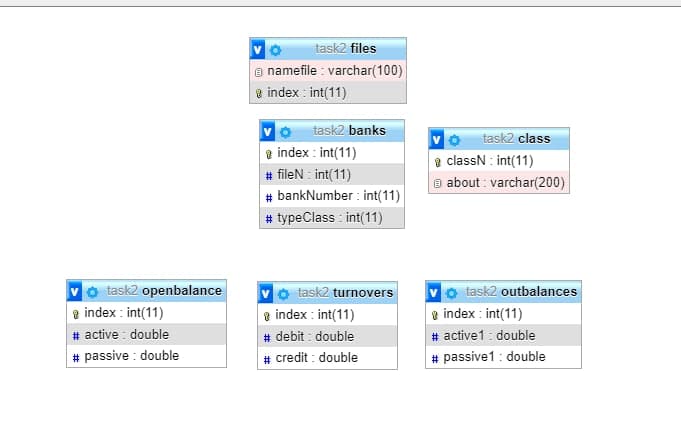 task2 files
namefile : varchar(100)
index : int(11)
v task2 banks
index : int(11)
# fileN : int(11)
# bankNumber : int(11)
# typeClass : int(11)
v task2 class
classN : int(11)
about : varchar(200)
v task2 openbalance
index : int(11)
# active : double
# passive : double
v task2 turnovers
index : int(11)
# debit : double
# credit : double
v task2 outbalances
index : int(11)
# active1 : double
# passive1 : double